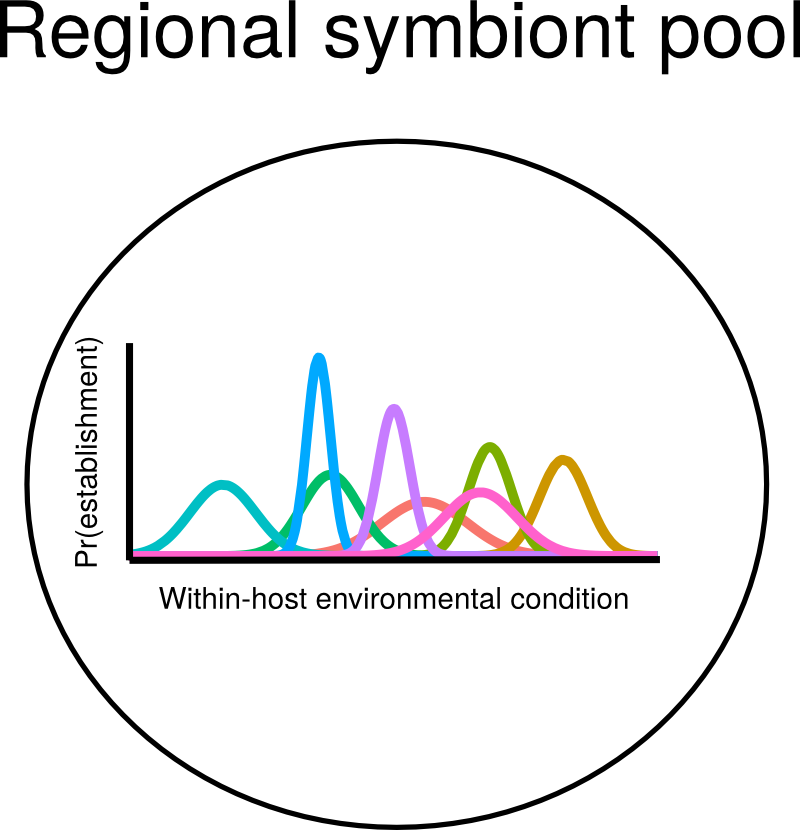 Regional symbiont pool
Pr(establishment)
Within-host environmental condition